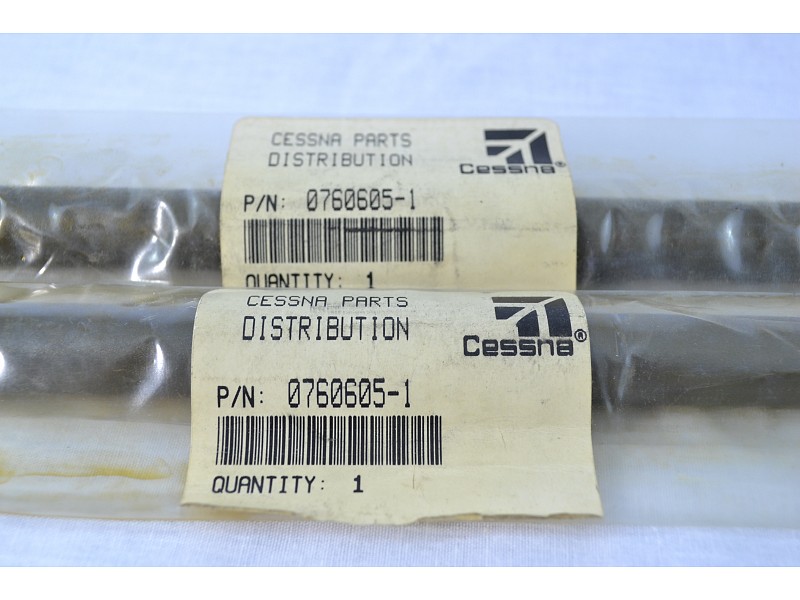 CESSNA PARTS
DISTRIBUTION
Cessna®
P/N: 0760605-1
QUANTITY: 1
CESSNA PARTS
DISTRIBUTION
Cessna®
P/N: 0760605-1
QUANTITY: 1